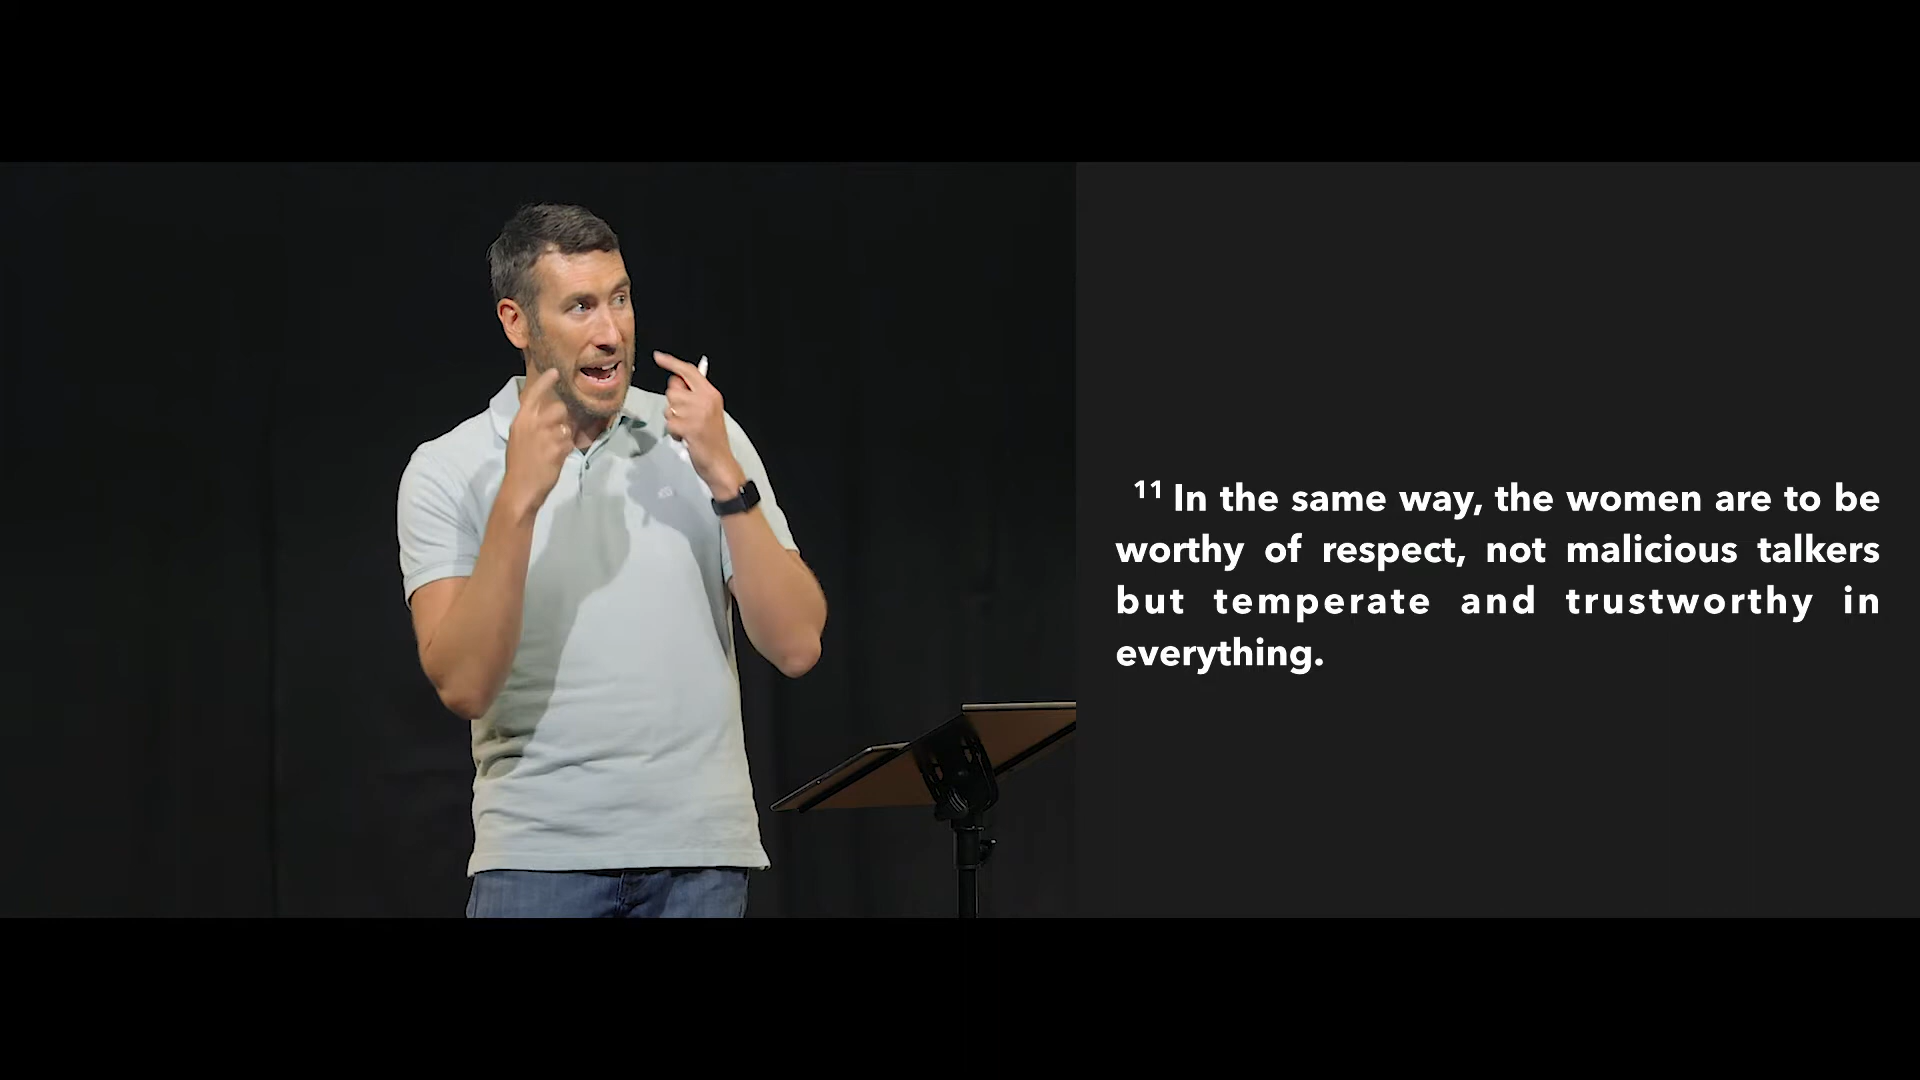 11 In the same way, the women are to be
worthy of respect, not malicious talkers
but temperate and trustworthy in
everything.